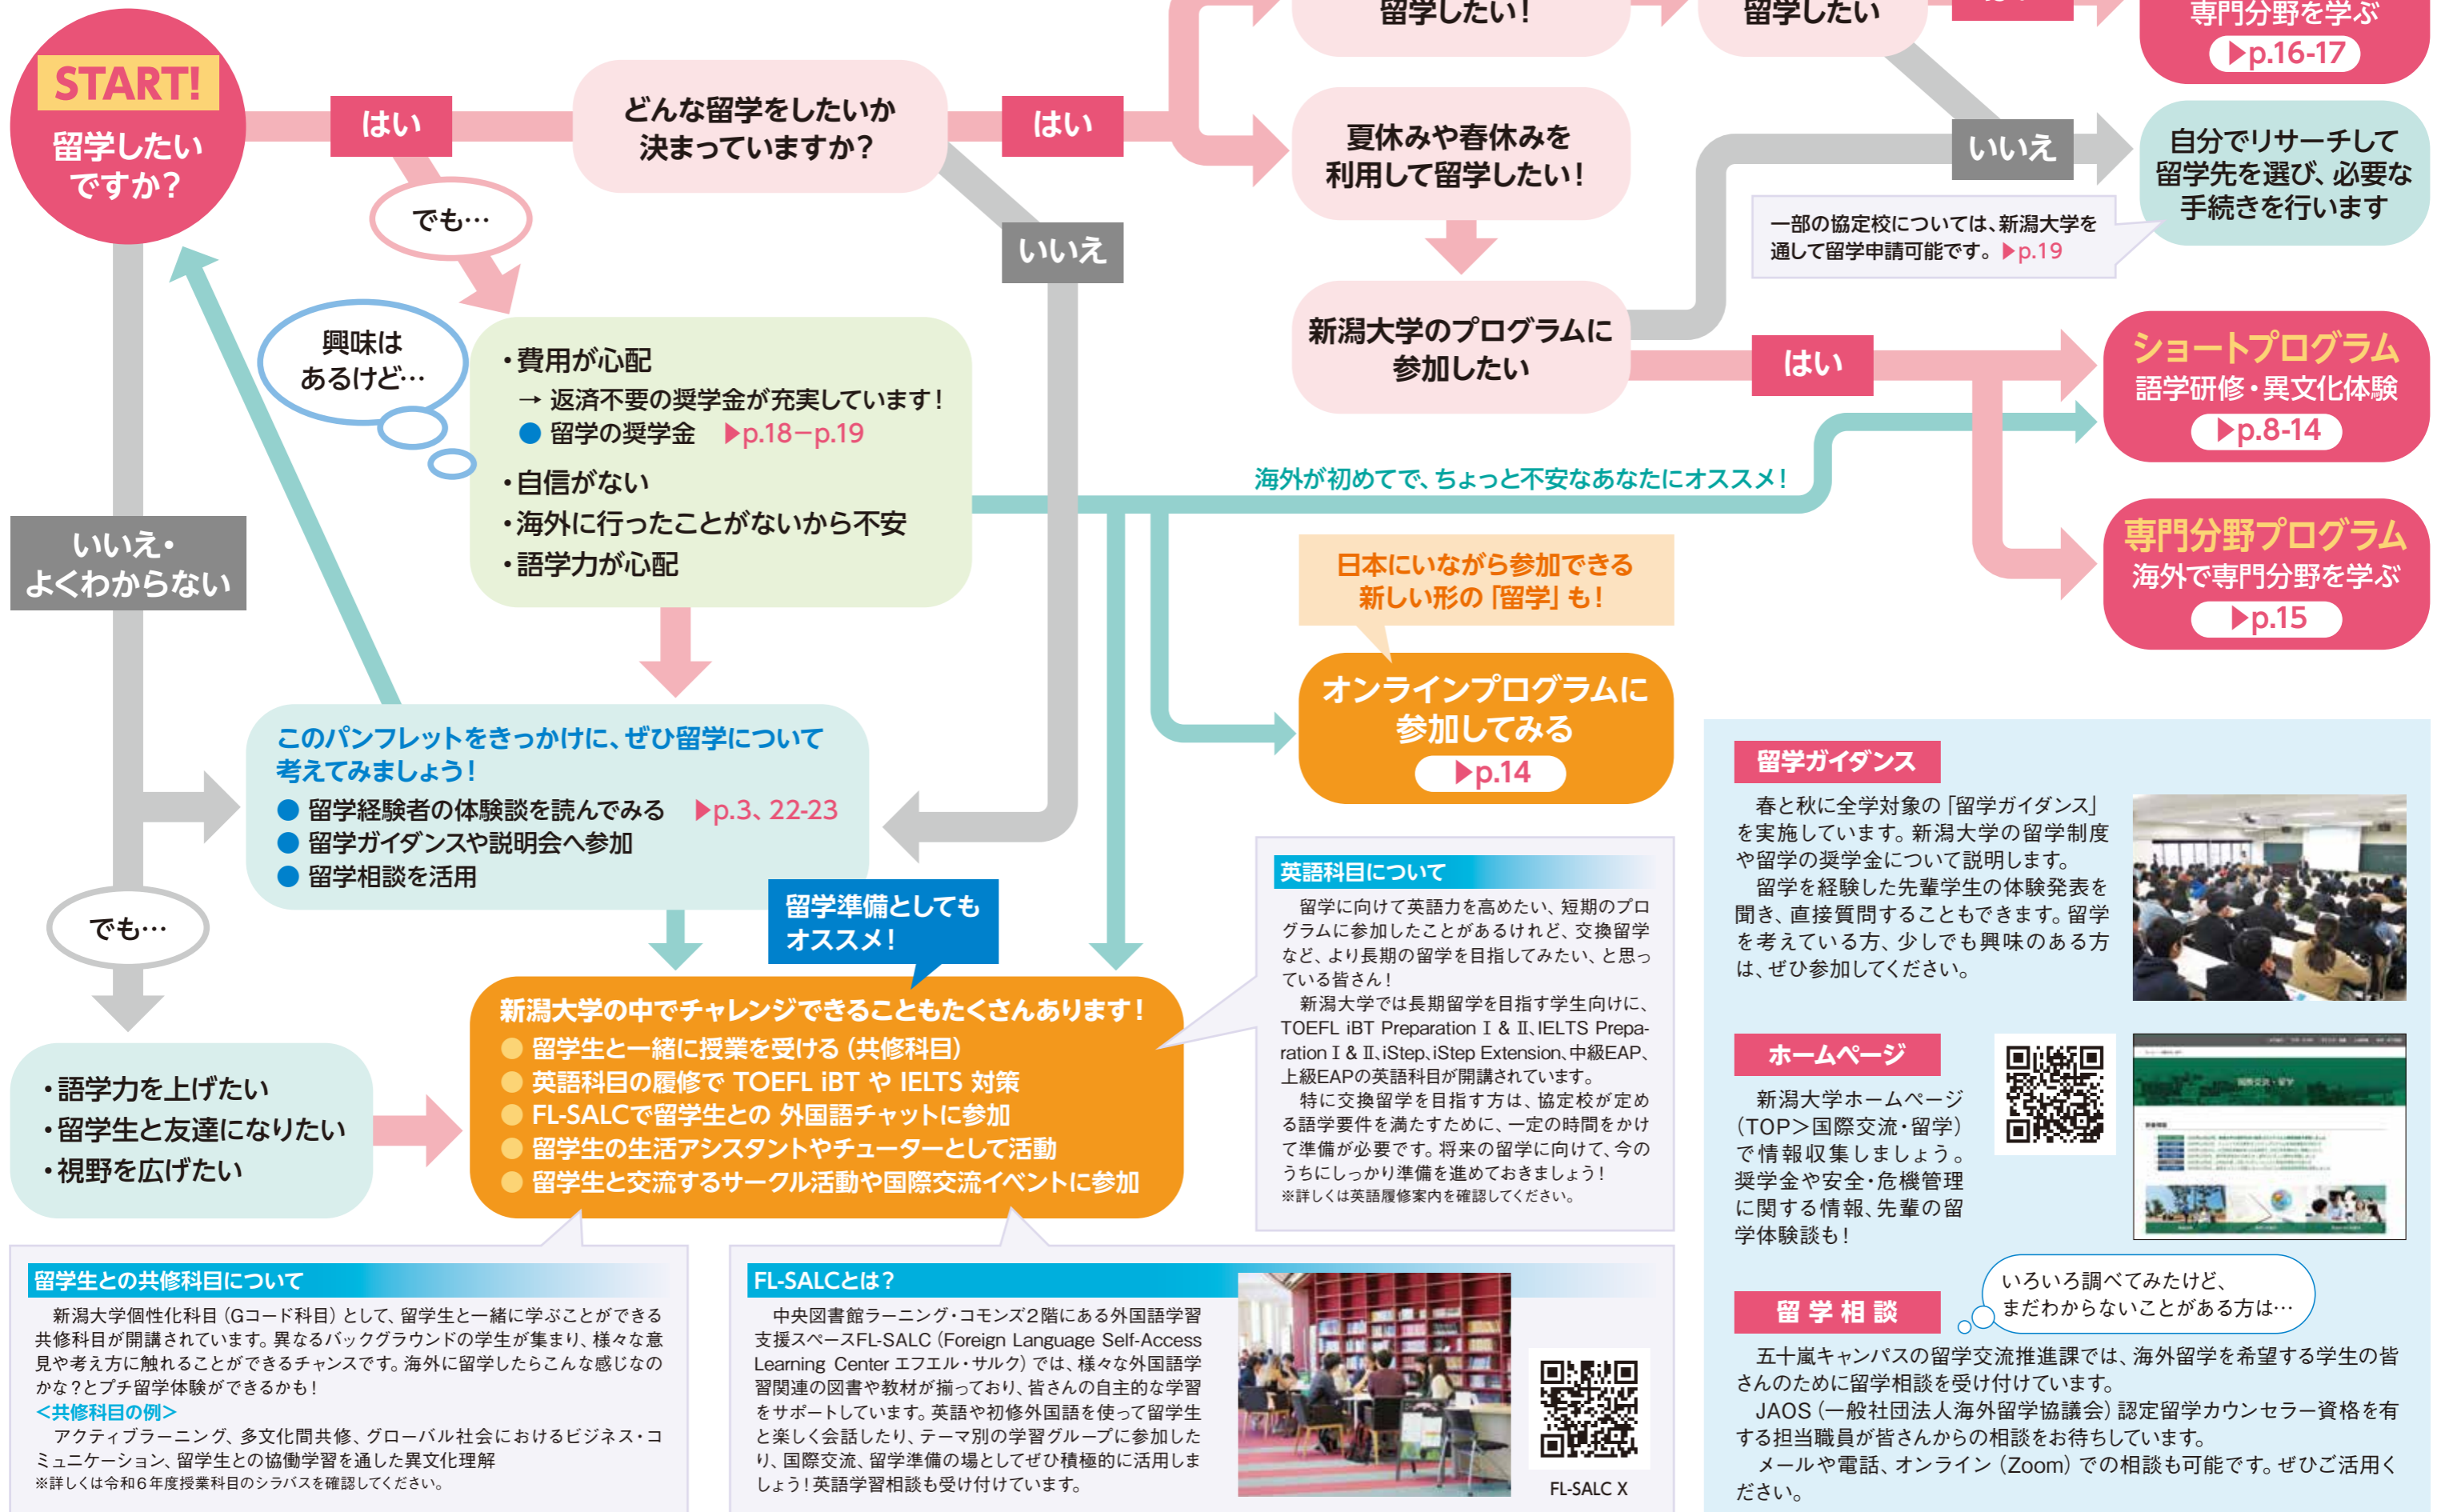 留学したい！
留学したい
専門分野を学ぶ
▶p.16-17
START!
留学したい
ですか？
はい
どんな留学をしたいか
決まっていますか？
はい
夏休みや春休みを
利用して留学したい！
いいえ
自分でリサーチして
留学先を選び、必要な
手続きを行います
一部の協定校については、新潟大学を
通して留学申請可能です。▶p.19
でも…
いいえ
興味は
あるけど…
・費用が心配
→ 返済不要の奨学金が充実しています！
● 留学の奨学金 ▶p.18－p.19
・自信がない
・海外に行ったことがないから不安
・語学力が心配
新潟大学のプログラムに
参加したい
はい
ショートプログラム
語学研修・異文化体験
▶p.8-14
海外が初めてで、ちょっと不安なあなたにオススメ！
専門分野プログラム
海外で専門分野を学ぶ
▶p.15
いいえ・
よくわからない
日本にいながら参加できる
新しい形の「留学」も！
オンラインプログラムに
参加してみる
▶p.14
このパンフレットをきっかけに、ぜひ留学について
考えてみましょう！
● 留学経験者の体験談を読んでみる ▶p.3、22-23
● 留学ガイダンスや説明会へ参加
● 留学相談を活用
でも…
留学準備としても
オススメ！
・語学力を上げたい
・留学生と友達になりたい
・視野を広げたい
新潟大学の中でチャレンジできることもたくさんあります！
● 留学生と一緒に授業を受ける（共修科目）
● 英語科目の履修で TOEFL iBT や IELTS 対策
● FL-SALCで留学生との 外国語チャットに参加
● 留学生の生活アシスタントやチューターとして活動
● 留学生と交流するサークル活動や国際交流イベントに参加
英語科目について
留学に向けて英語力を高めたい、短期のプロ
グラムに参加したことがあるけれど、交換留学
など、より長期の留学を目指してみたい、と思っ
ている皆さん！
新潟大学では長期留学を目指す学生向けに、
TOEFL iBT Preparation Ⅰ & Ⅱ、IELTS Prepa-
ration Ⅰ & Ⅱ、iStep、iStep Extension、中級EAP、
上級EAPの英語科目が開講されています。
特に交換留学を目指す方は、協定校が定め
る語学要件を満たすために、一定の時間をかけ
て準備が必要です。将来の留学に向けて、今の
うちにしっかり準備を進めておきましょう！
※詳しくは英語履修案内を確認してください。
留学ガイダンス
春と秋に全学対象の「留学ガイダンス」
を実施しています。新潟大学の留学制度
や留学の奨学金について説明します。
留学を経験した先輩学生の体験発表を
聞き、直接質問することもできます。留学
を考えている方、少しでも興味のある方
は、ぜひ参加してください。
ホームページ
新潟大学ホームページ
（TOP＞国際交流・留学）
で情報収集しましょう。
奨学金や安全・危機管理
に関する情報、先輩の留
学体験談も！
国際交流・留学
いろいろ調べてみたけど、
まだわからないことがある方は…
留学相談
五十嵐キャンパスの留学交流推進課では、海外留学を希望する学生の皆
さんのために留学相談を受け付けています。
JAOS（一般社団法人海外留学協議会）認定留学カウンセラー資格を有
する担当職員が皆さんからの相談をお待ちしています。
メールや電話、オンライン（Zoom）での相談も可能です。ぜひご活用く
ださい。
留学生との共修科目について
新潟大学個性化科目（Gコード科目）として、留学生と一緒に学ぶことができる
共修科目が開講されています。異なるバックグラウンドの学生が集まり、様々な意
見や考え方に触れることができるチャンスです。海外に留学したらこんな感じなの
かな？とプチ留学体験ができるかも！
＜共修科目の例＞
アクティブラーニング、多文化間共修、グローバル社会におけるビジネス・コ
ミュニケーション、留学生との協働学習を通した異文化理解
※詳しくは令和6年度授業科目のシラバスを確認してください。
FL-SALCとは？
中央図書館ラーニング・コモンズ2階にある外国語学習
支援スペースFL-SALC（Foreign Language Self-Access
Learning Center エフエル・サルク）では、様々な外国語学
習関連の図書や教材が揃っており、皆さんの自主的な学習
をサポートしています。英語や初修外国語を使って留学生
と楽しく会話したり、テーマ別の学習グループに参加した
り、国際交流、留学準備の場としてぜひ積極的に活用しま
しょう！英語学習相談も受け付けています。
FL-SALC X